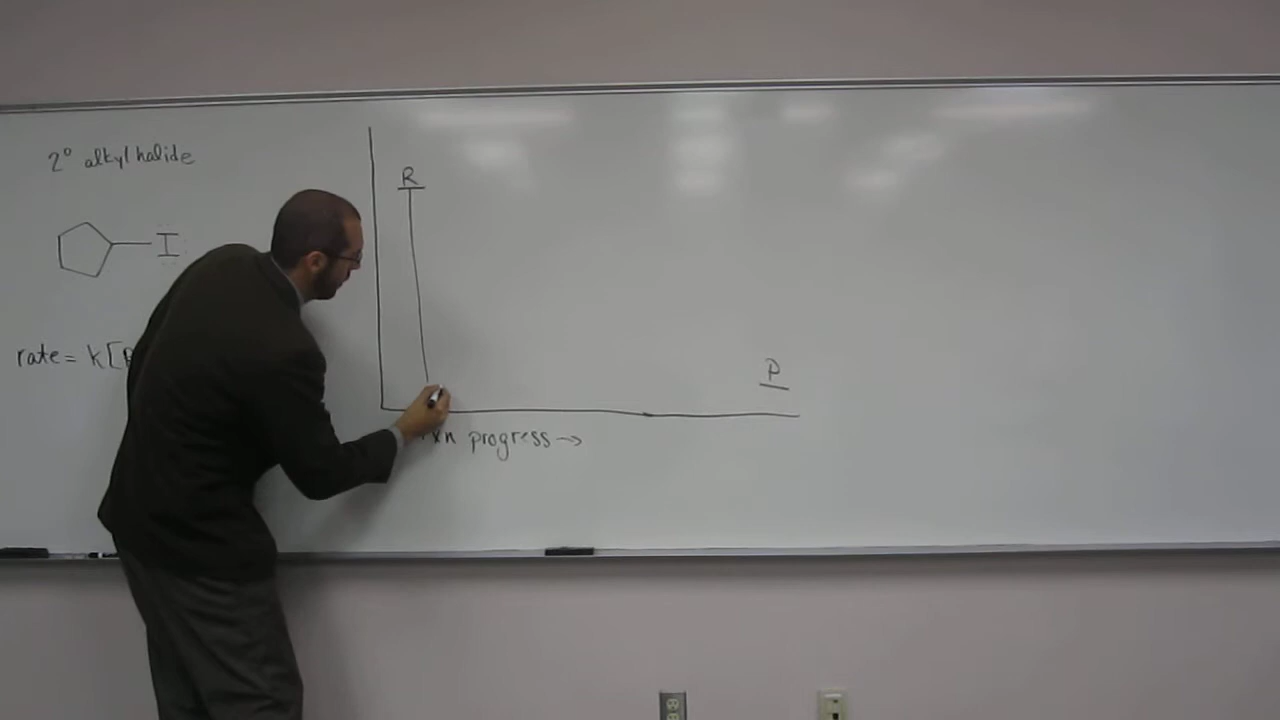 2° alkyl halide
I
rate = k[
R
P
rxn progress →